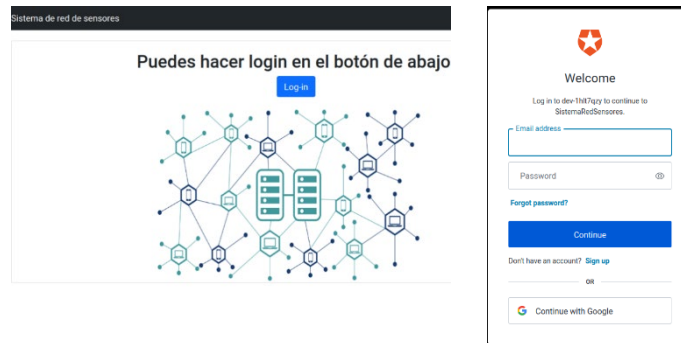 Sistema de red de sensores
Puedes hacer login en el botón de abajo
Log-in
Welcome
Log in to dev-1hlt7qzy to continue to
SistemaRedSensores.
Email address
Password
Forgot password?
Continue
Don't have an account? Sign up
OR
Continue with Google